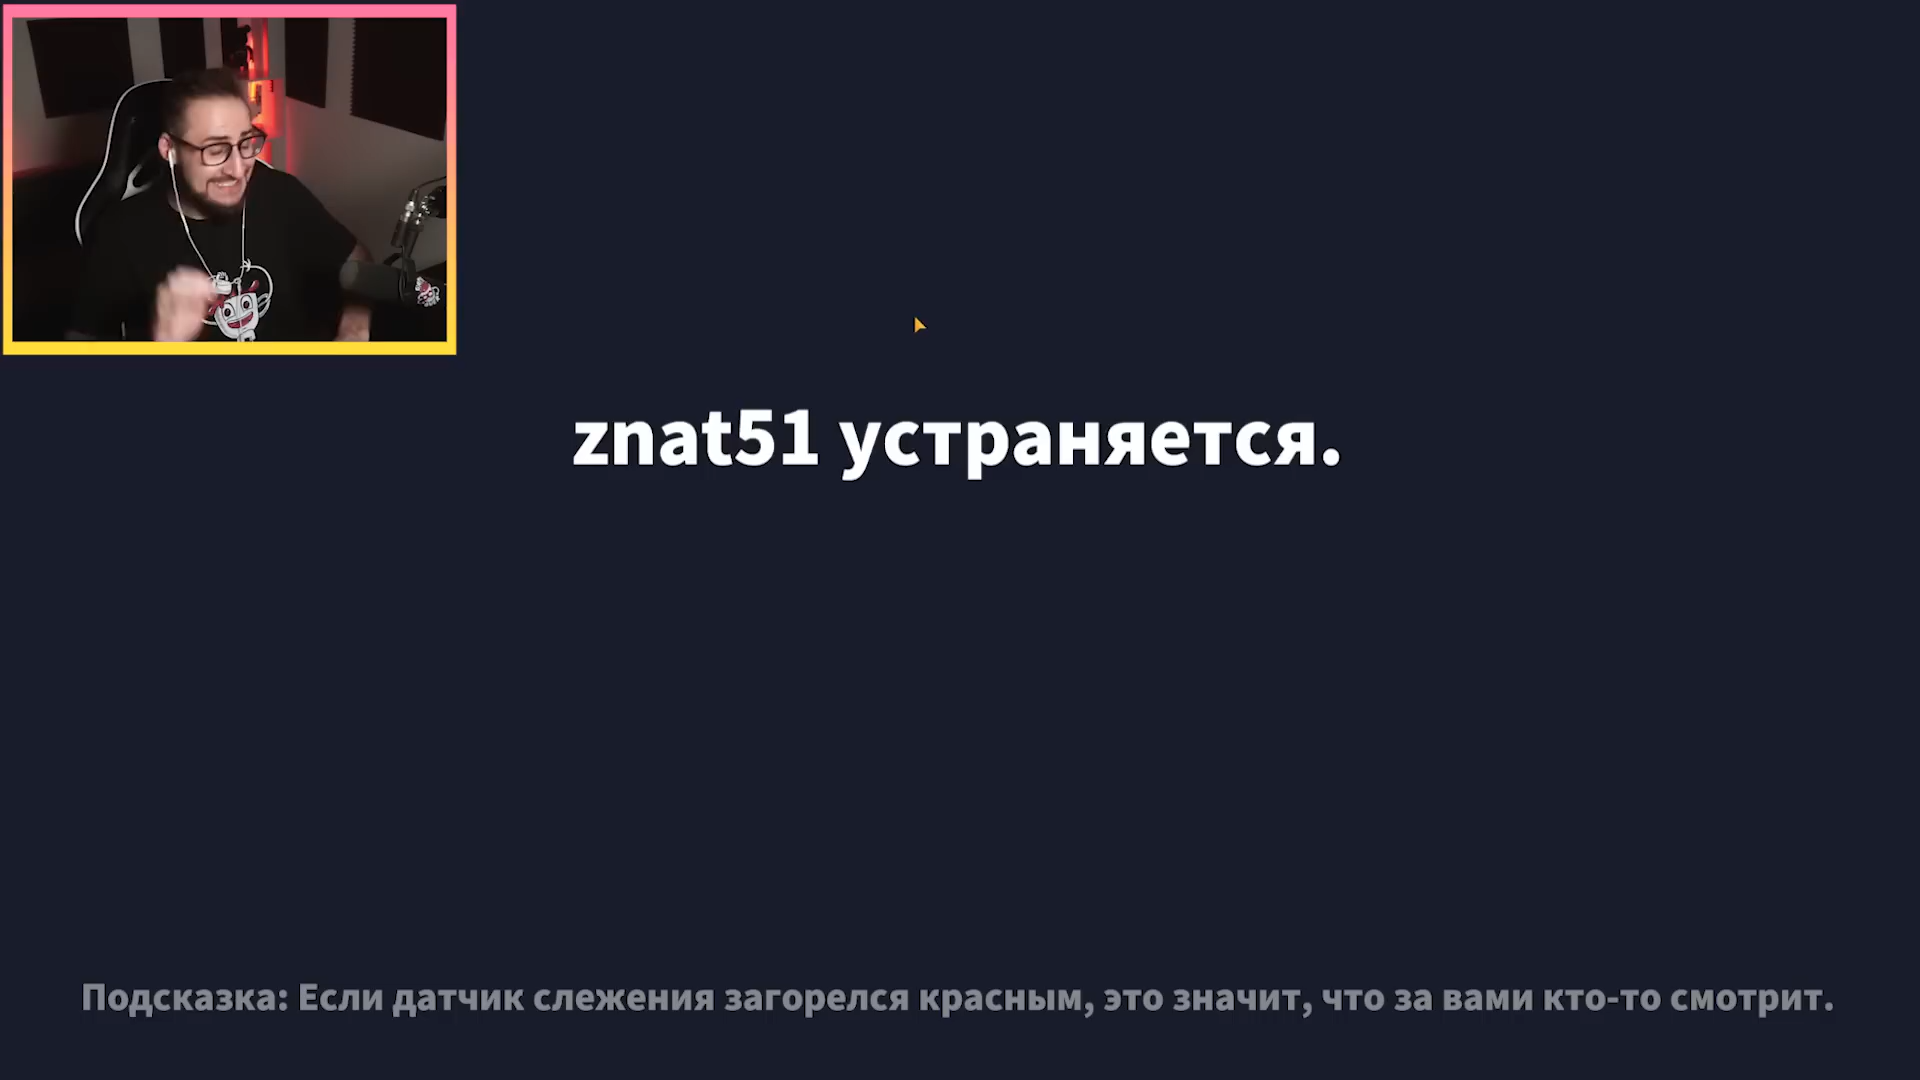 znat51 устраняется.
Подсказка: Если датчик слежения загорелся красным, это значит, что за вами кто-то смотрит.